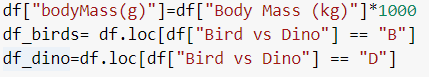 df["bodyMass(g)"]=df["Body Mass (kg)"]*1000
df_birds= df.loc[df["Bird vs Dino"] == "B"]
df_dino=df.loc[df["Bird vs Dino"] == "D"]